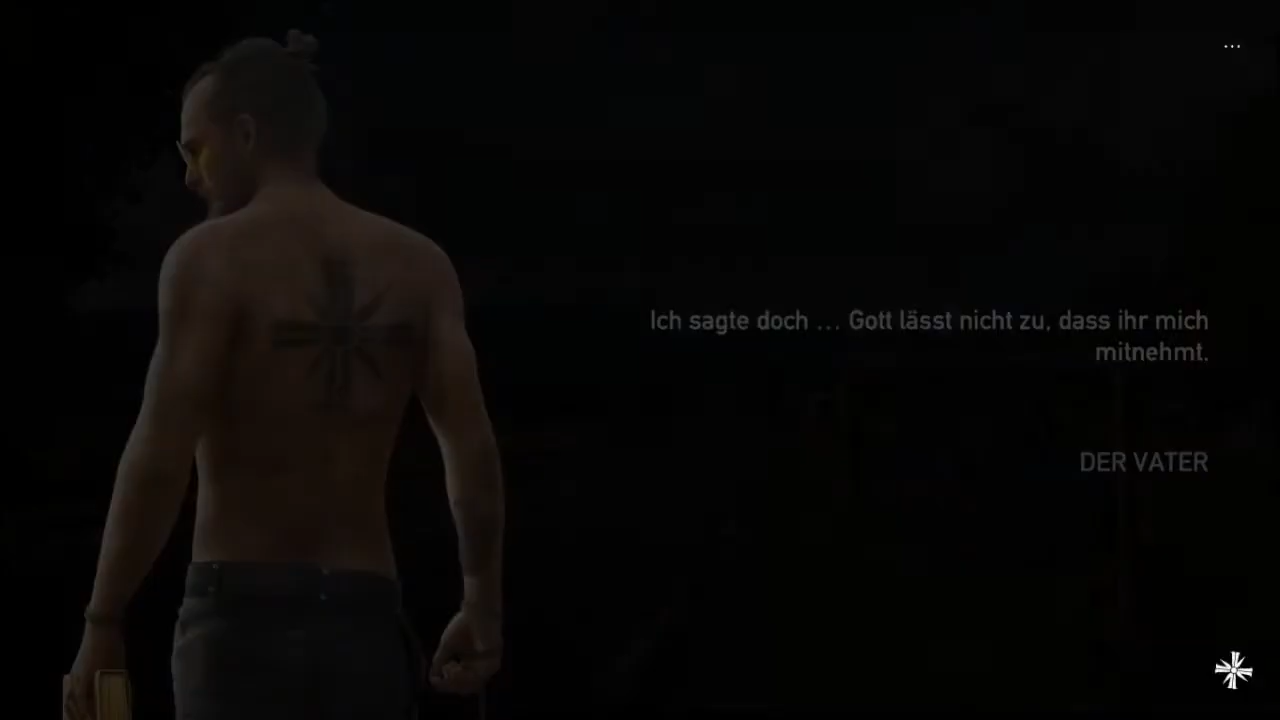 ...
Ich sagte doch ... Gott lässt nicht zu, dass ihr mich
mitnehmt.
DER VATER